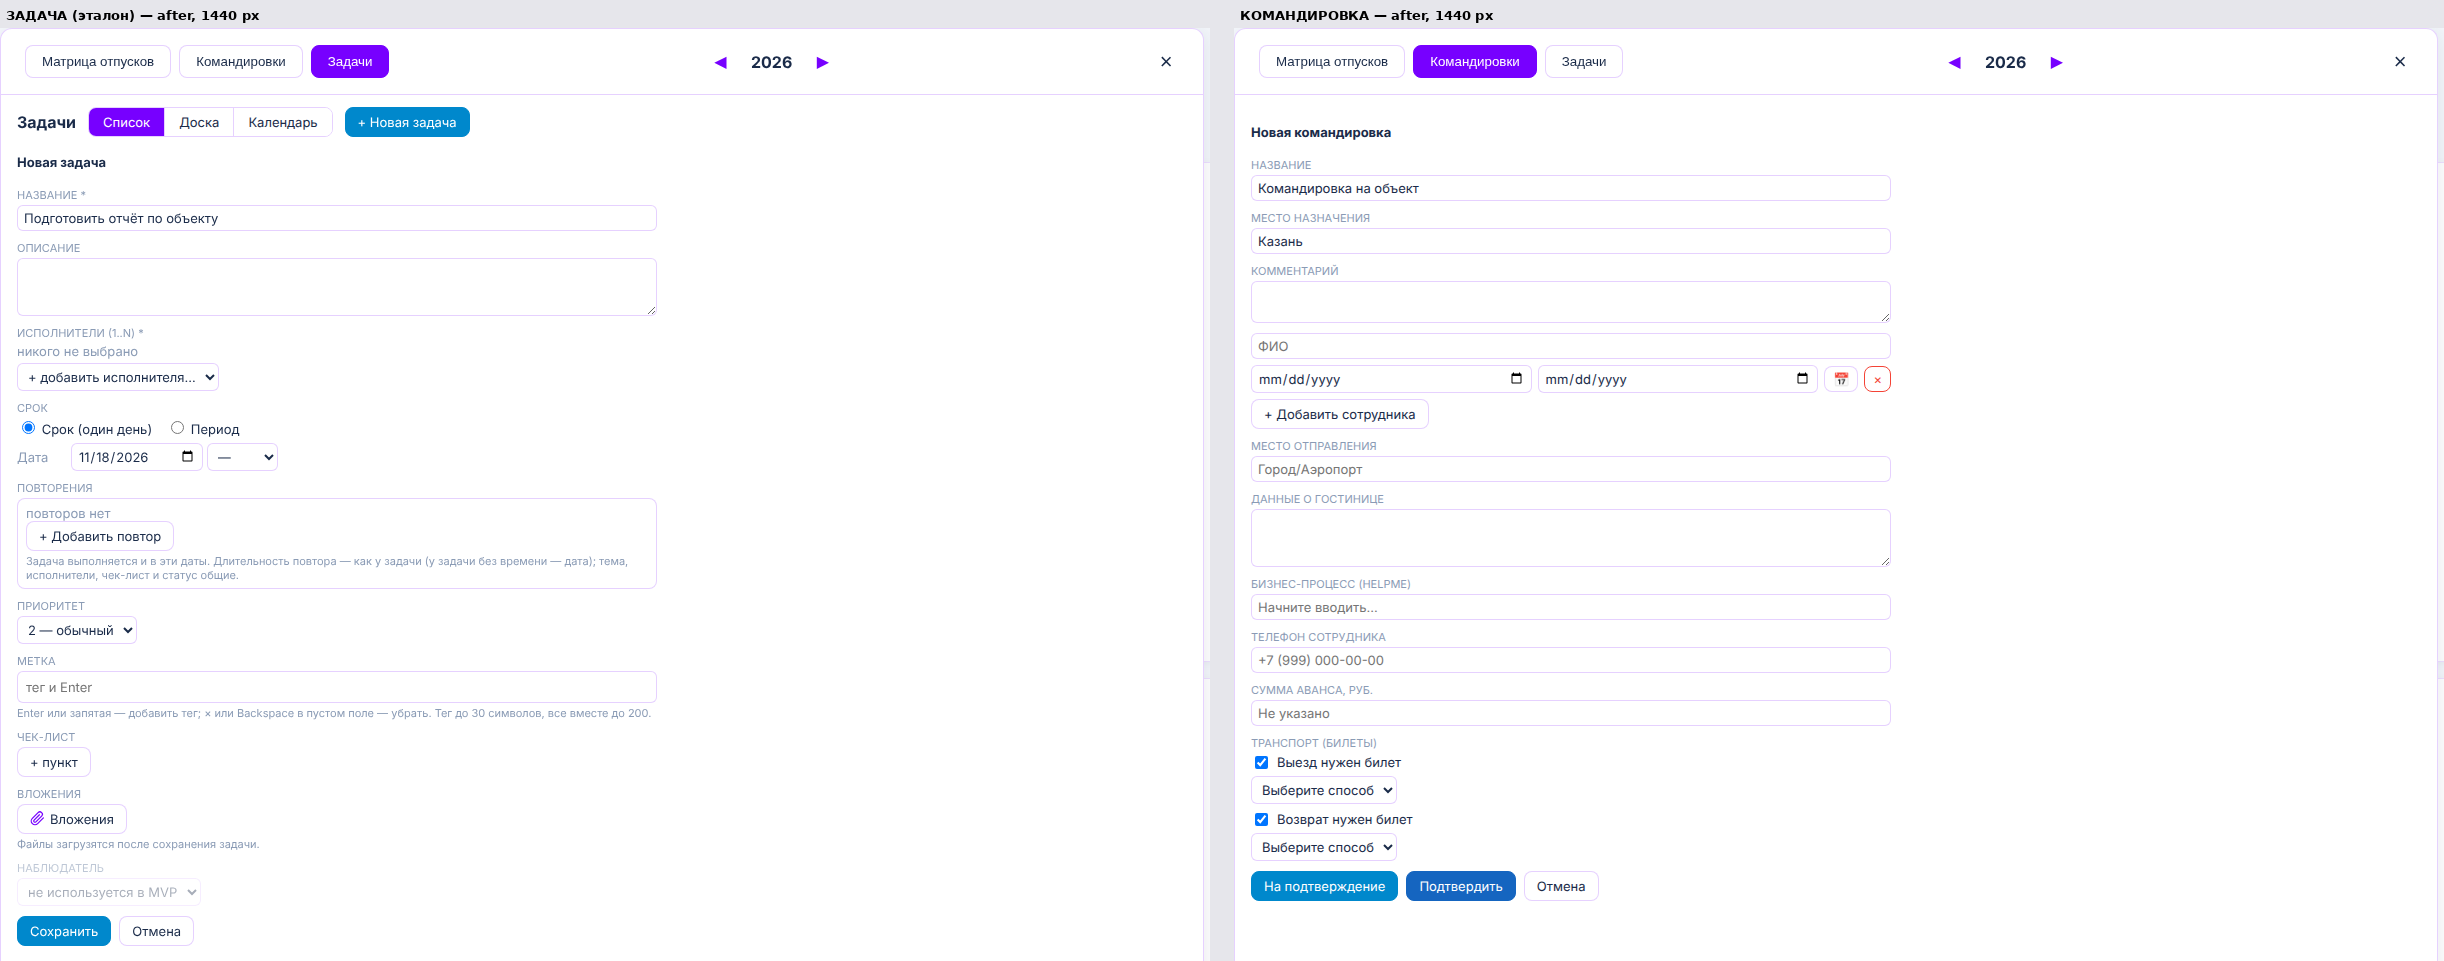 ЗАДАЧА (эталон) — after, 1440 px
Матрица отпусков Командировки Задачи ◀ 2026 ▶ ×
Задачи Список Доска Календарь + Новая задача
Новая задача
НАЗВАНИЕ *
Подготовить отчёт по объекту
ОПИСАНИЕ
ИСПОЛНИТЕЛИ (1..N) *
никого не выбрано
+ добавить исполнителя...
СРОК
Срок (один день) Период
Дата 11/18/2026 —
ПОВТОРЕНИЯ
повторов нет
+ Добавить повтор
Задача выполняется и в эти даты. Длительность повтора — как у задачи (у задачи без времени — дата); тема,
исполнители, чек-лист и статус общие.
ПРИОРИТЕТ
2 — обычный
МЕТКА
тег и Enter
Enter или запятая — добавить тег; × или Backspace в пустом поле — убрать. Тег до 30 символов, все вместе до 200.
ЧЕК-ЛИСТ
+ пункт
ВЛОЖЕНИЯ
Вложения
Файлы загрузятся после сохранения задачи.
НАБЛЮДАТЕЛЬ
не используется в MVP
Сохранить Отмена
КОМАНДИРОВКА — after, 1440 px
Матрица отпусков Командировки Задачи ◀ 2026 ▶ ×
Новая командировка
НАЗВАНИЕ
Командировка на объект
МЕСТО НАЗНАЧЕНИЯ
Казань
КОММЕНТАРИЙ
ФИО
mm/dd/yyyy mm/dd/yyyy ×
+ Добавить сотрудника
МЕСТО ОТПРАВЛЕНИЯ
Город/Аэропорт
ДАННЫЕ О ГОСТИНИЦЕ
БИЗНЕС-ПРОЦЕСС (HELPME)
Начните вводить...
ТЕЛЕФОН СОТРУДНИКА
+7 (999) 000-00-00
СУММА АВАНСА, РУБ.
Не указано
ТРАНСПОРТ (БИЛЕТЫ)
Выезд нужен билет
Выберите способ
Возврат нужен билет
Выберите способ
На подтверждение Подтвердить Отмена